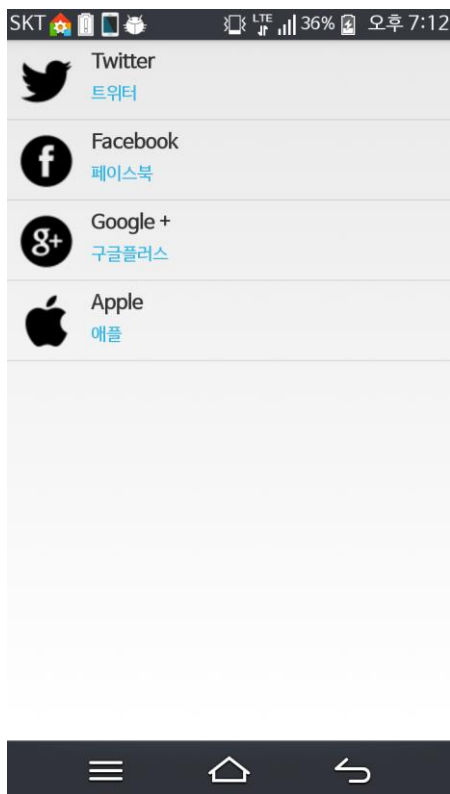 SKT LTE 36% 오후 7:12
Twitter
트위터
Facebook
페이스북
Google +
구글플러스
Apple
애플